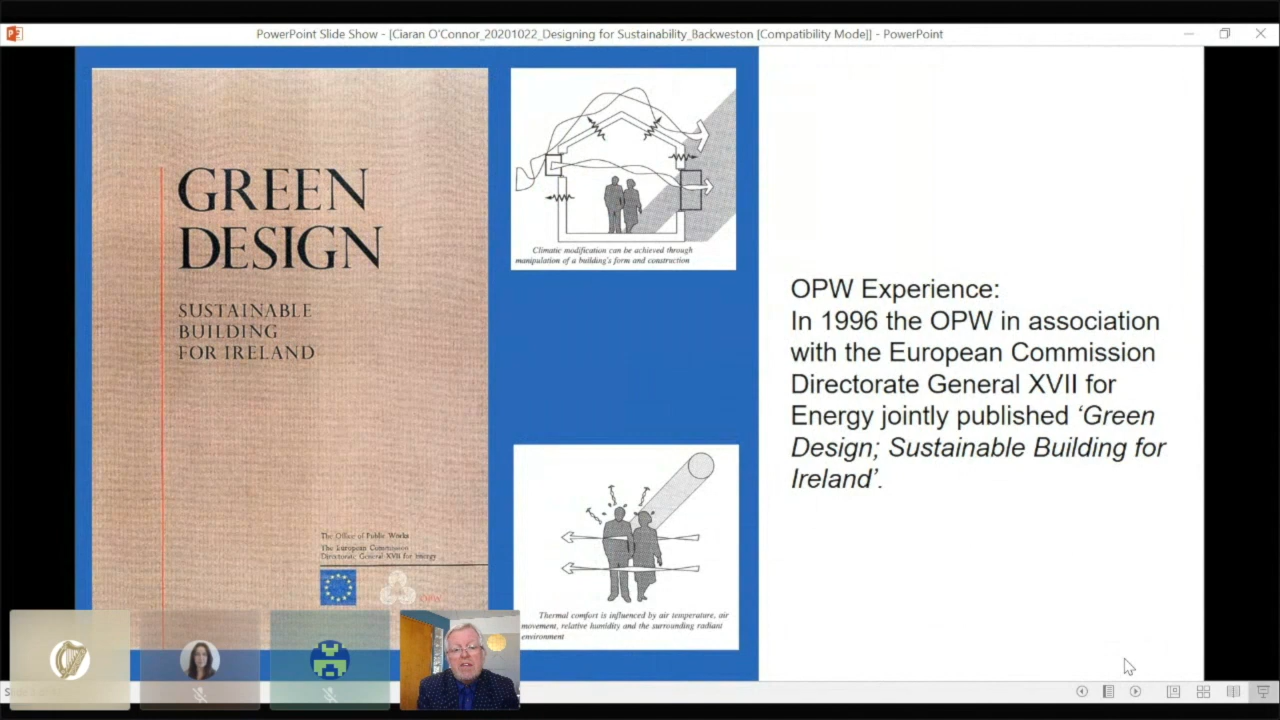 PowerPoint Slide Show - [Ciaran O'Connor_20201022_Designing for Sustainability_Backweston [Compatibility Mode]] - PowerPoint
GREEN
DESIGN
SUSTAINABLE
BUILDING
FOR IRELAND
The Office of Public Works
The European Commission
Directorate General XVII for Energy
OPW
Climatic modification can be achieved through
manipulation of a building's form and construction
Thermal comfort is influenced by air temperature, air
movement, relative humidity and the surrounding radiant
environment
OPW Experience:
In 1996 the OPW in association
with the European Commission
Directorate General XVII for
Energy jointly published ‘Green
Design; Sustainable Building for
Ireland’.